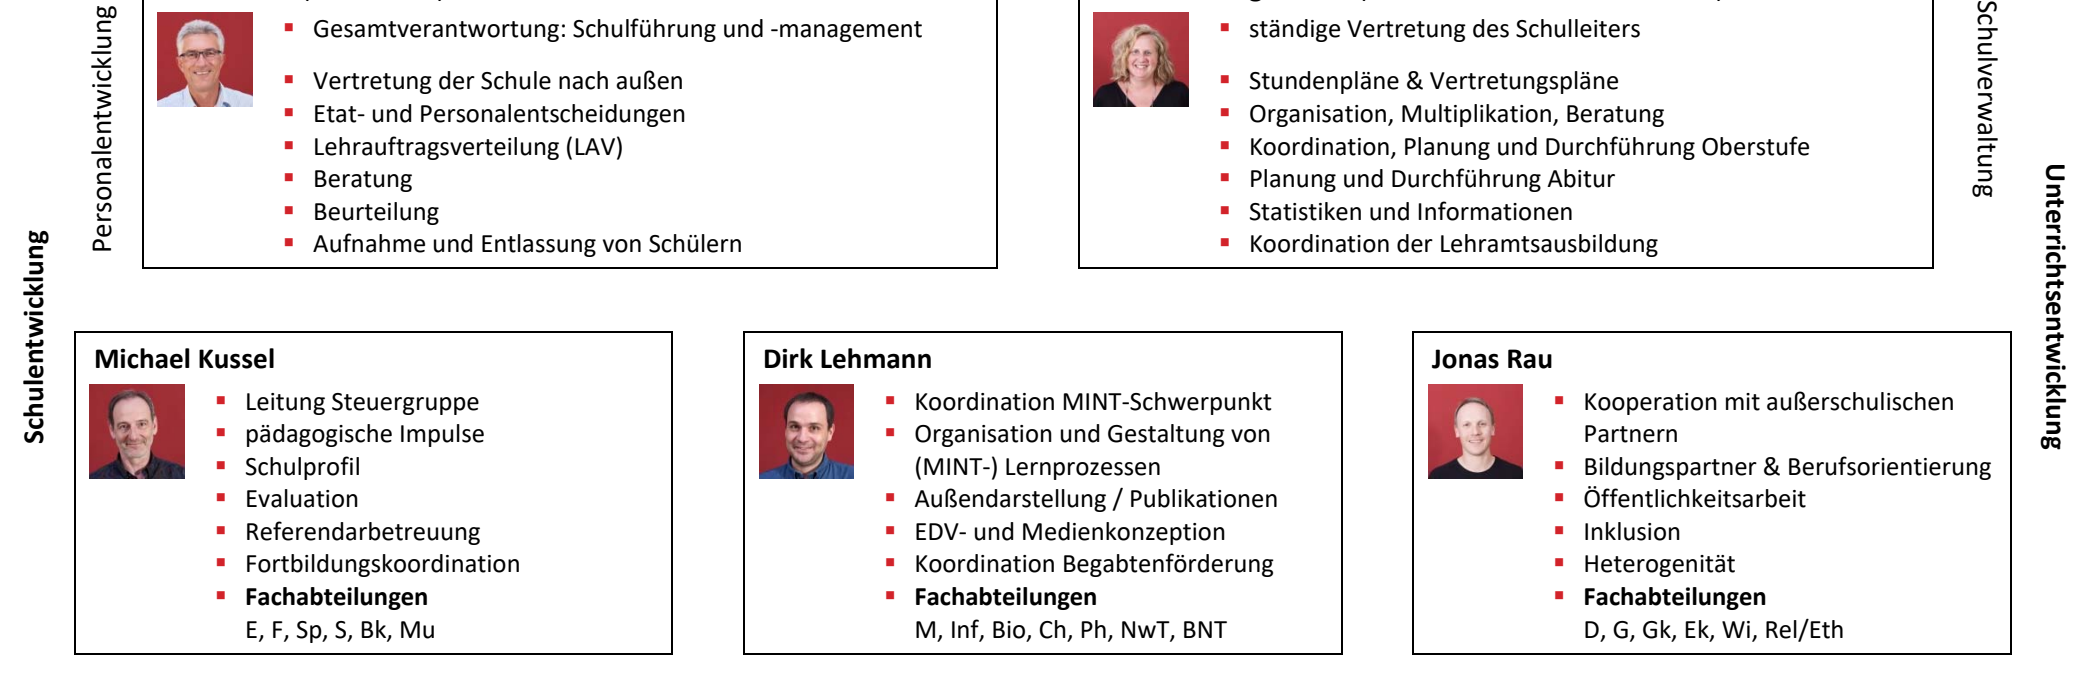 Personalentwicklung
Gesamtverantwortung: Schulführung und -management
Vertretung der Schule nach außen
Etat- und Personalentscheidungen
Lehrauftragsverteilung (LAV)
Beratung
Beurteilung
Aufnahme und Entlassung von Schülern
ständige Vertretung des Schulleiters
Stundenpläne & Vertretungspläne
Organisation, Multiplikation, Beratung
Koordination, Planung und Durchführung Oberstufe
Planung und Durchführung Abitur
Statistiken und Informationen
Koordination der Lehramtsausbildung
Schulverwaltung
Schulentwicklung
Unterrichtsentwicklung
Michael Kussel
Leitung Steuergruppe
pädagogische Impulse
Schulprofil
Evaluation
Referendarbetreuung
Fortbildungskoordination
Fachabteilungen
E, F, Sp, S, Bk, Mu
Dirk Lehmann
Koordination MINT-Schwerpunkt
Organisation und Gestaltung von
(MINT-) Lernprozessen
Außendarstellung / Publikationen
EDV- und Medienkonzeption
Koordination Begabtenförderung
Fachabteilungen
M, Inf, Bio, Ch, Ph, NwT, BNT
Jonas Rau
Kooperation mit außerschulischen
Partnern
Bildungspartner & Berufsorientierung
Öffentlichkeitsarbeit
Inklusion
Heterogenität
Fachabteilungen
D, G, Gk, Ek, Wi, Rel/Eth